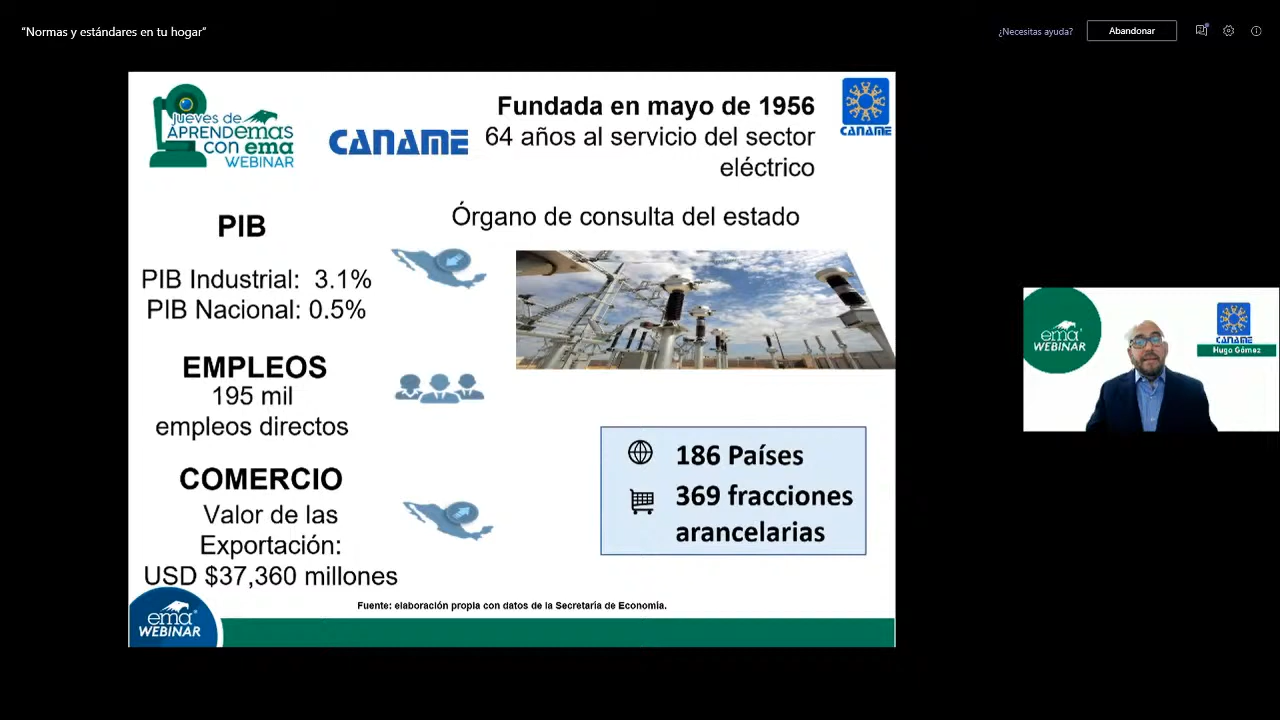 “Normas y estándares en tu hogar”
¿Necesitas ayuda?
Abandonar
jueves de
APRENDEMAS
CON ema
WEBINAR
CANAME
Fundada en mayo de 1956
64 años al servicio del sector
eléctrico
CANAME
Órgano de consulta del estado
PIB
PIB Industrial: 3.1%
PIB Nacional: 0.5%
EMPLEOS
195 mil
empleos directos
COMERCIO
Valor de las
Exportación:
USD $37,360 millones
186 Países
369 fracciones
arancelarias
Fuente: elaboración propia con datos de la Secretaría de Economía.
ema
WEBINAR
ema
WEBINAR
CANAME
Hugo Gómez